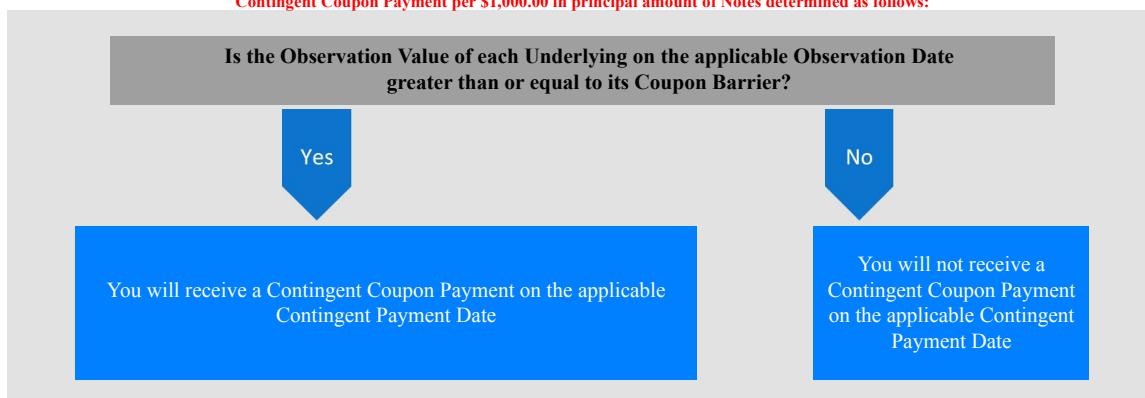 Contingent Coupon Payment per $1,000.00 in principal amount of Notes determined as follows:
Is the Observation Value of each Underlying on the applicable Observation Date
greater than or equal to its Coupon Barrier?
Yes
No
You will receive a Contingent Coupon Payment on the applicable
Contingent Payment Date
You will not receive a
Contingent Coupon Payment
on the applicable Contingent
Payment Date